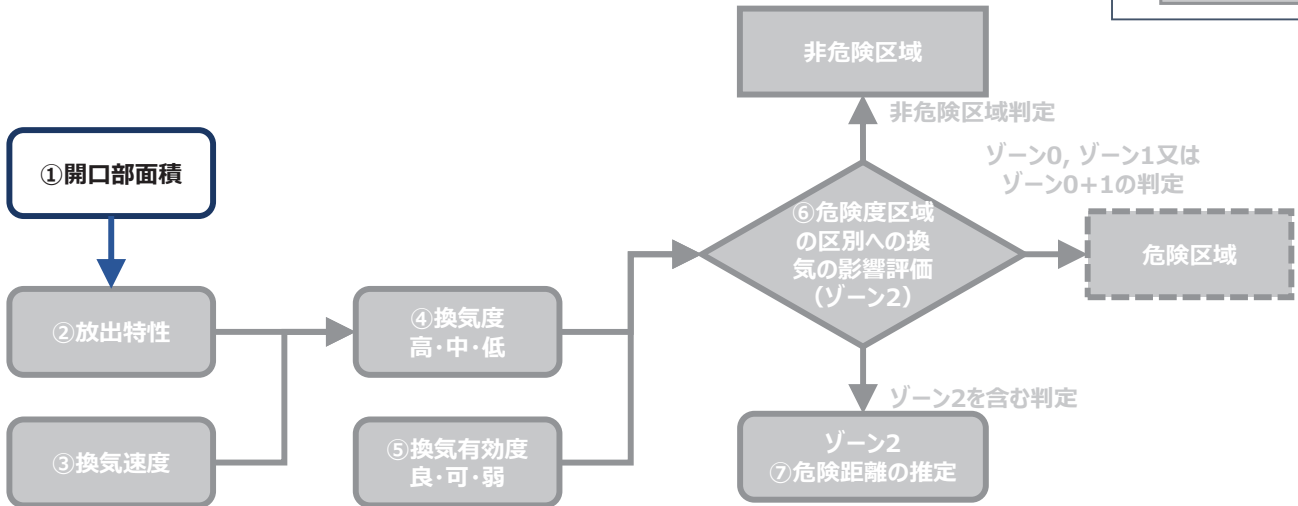 非危険区域
非危険区域判定
①開口部面積
ゾーン0, ゾーン1又は
ゾーン0+1の判定
⑥危険度区域
の区別への換
気の影響評価
（ゾーン2）
危険区域
②放出特性
④換気度
高・中・低
ゾーン2を含む判定
③換気速度
⑤換気有効度
良・可・弱
ゾーン2
⑦危険距離の推定